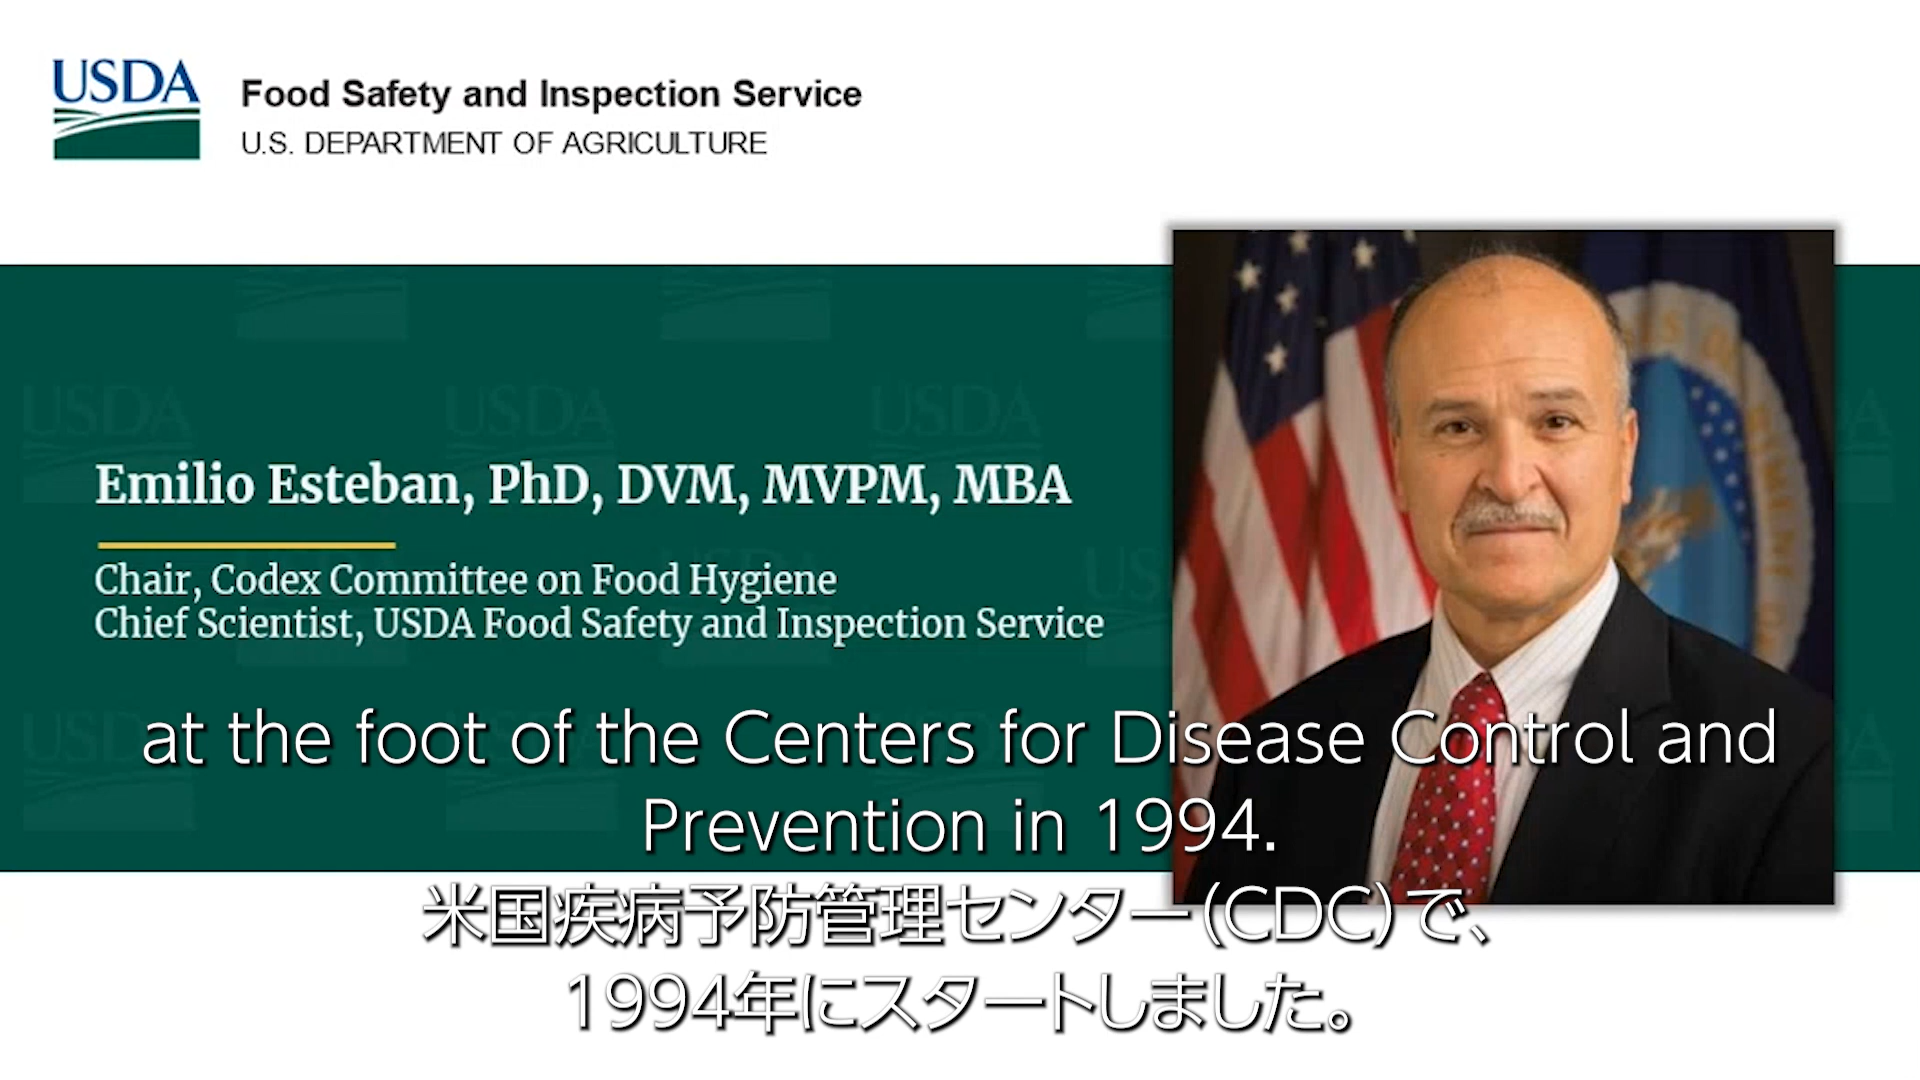 USDA
Food Safety and Inspection Service
U.S. DEPARTMENT OF AGRICULTURE
Emilio Esteban, PhD, DVM, MVPM, MBA
Chair, Codex Committee on Food Hygiene
Chief Scientist, USDA Food Safety and Inspection Service
at the foot of the Centers for Disease Control and
Prevention in 1994.
米国疾病予防管理センター(CDC)で、
1994年にスタートしました。